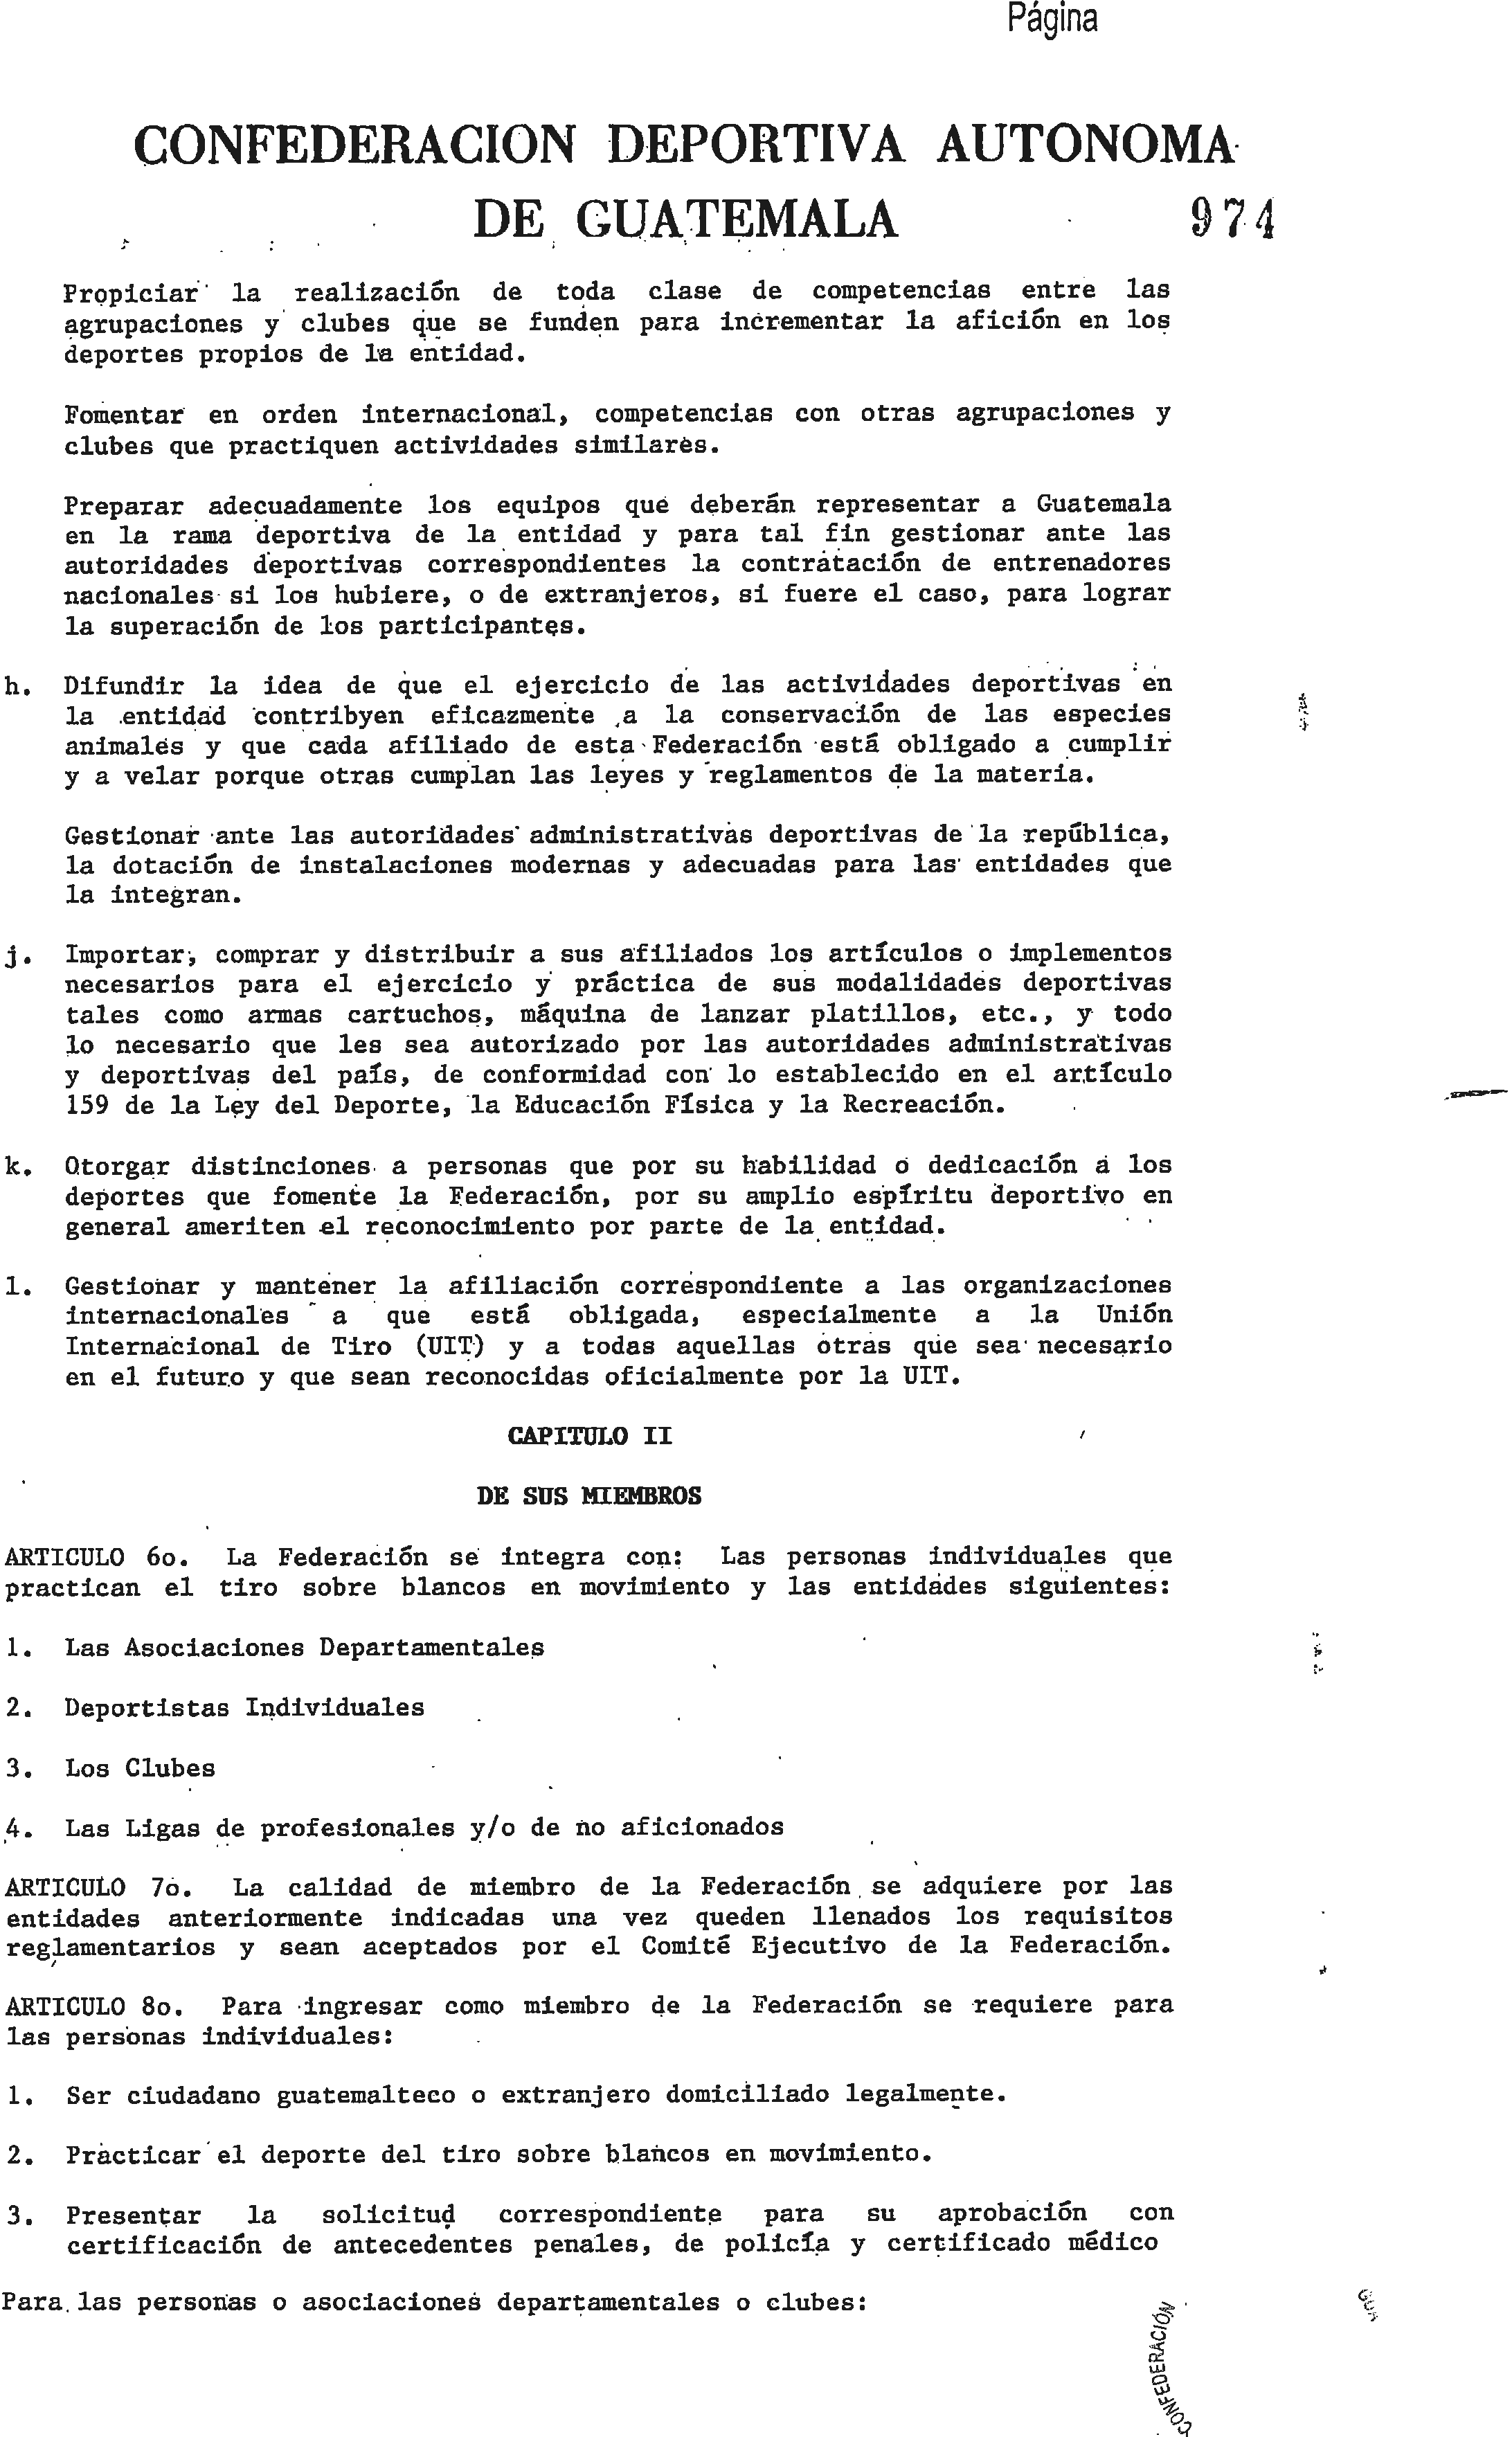 Página
CONFEDERACION DEPORTIVA AUTONOMA
DE GUATEMALA 974
Propiciar la realización de toda clase de competencias entre las
agrupaciones y clubes que se funden para incrementar la afición en los
deportes propios de la entidad.
Fomentar en orden internacional, competencias con otras agrupaciones y
clubes que practiquen actividades similares.
Preparar adecuadamente los equipos que deberán representar a Guatemala
en la rama deportiva de la entidad y para tal fin gestionar ante las
autoridades deportivas correspondientes la contratación de entrenadores
nacionales si los hubiere, o de extranjeros, si fuere el caso, para lograr
la superación de los participantes.
h. Difundir la idea de que el ejercicio de las actividades deportivas en
la entidad contribyen eficazmente a la conservación de las especies
animales y que cada afiliado de esta Federación está obligado a cumplir
y a velar porque otras cumplan las leyes y reglamentos de la materia.
Gestionar ante las autoridades administrativas deportivas de la república,
la dotación de instalaciones modernas y adecuadas para las entidades que
la integran.
j. Importar, comprar y distribuir a sus afiliados los artículos o implementos
necesarios para el ejercicio y práctica de sus modalidades deportivas
tales como armas cartuchos, máquina de lanzar platillos, etc., y todo
lo necesario que les sea autorizado por las autoridades administrativas
y deportivas del país, de conformidad con lo establecido en el artículo
159 de la Ley del Deporte, la Educación Física y la Recreación.
k. Otorgar distinciones a personas que por su habilidad o dedicación a los
deportes que fomente la Federación, por su amplio espíritu deportivo en
general ameriten el reconocimiento por parte de la entidad.
l. Gestionar y mantener la afiliación correspondiente a las organizaciones
internacionales a que está obligada, especialmente a la Unión
Internacional de Tiro (UIT) y a todas aquellas otras que sea necesario
en el futuro y que sean reconocidas oficialmente por la UIT.
CAPITULO II
DE SUS MIEMBROS
ARTICULO 6o. La Federación se integra con: Las personas individuales que
practican el tiro sobre blancos en movimiento y las entidades siguientes:
1. Las Asociaciones Departamentales
2. Deportistas Individuales
3. Los Clubes
4. Las Ligas de profesionales y/o de no aficionados
ARTICULO 7o. La calidad de miembro de la Federación se adquiere por las
entidades anteriormente indicadas una vez queden llenados los requisitos
reglamentarios y sean aceptados por el Comité Ejecutivo de la Federación.
ARTICULO 8o. Para ingresar como miembro de la Federación se requiere para
las personas individuales:
1. Ser ciudadano guatemalteco o extranjero domiciliado legalmente.
2. Practicar el deporte del tiro sobre blancos en movimiento.
3. Presentar la solicitud correspondiente para su aprobación con
certificación de antecedentes penales, de policía y certificado médico
Para las personas o asociaciones departamentales o clubes:
CONFEDERACIÓN
GUA